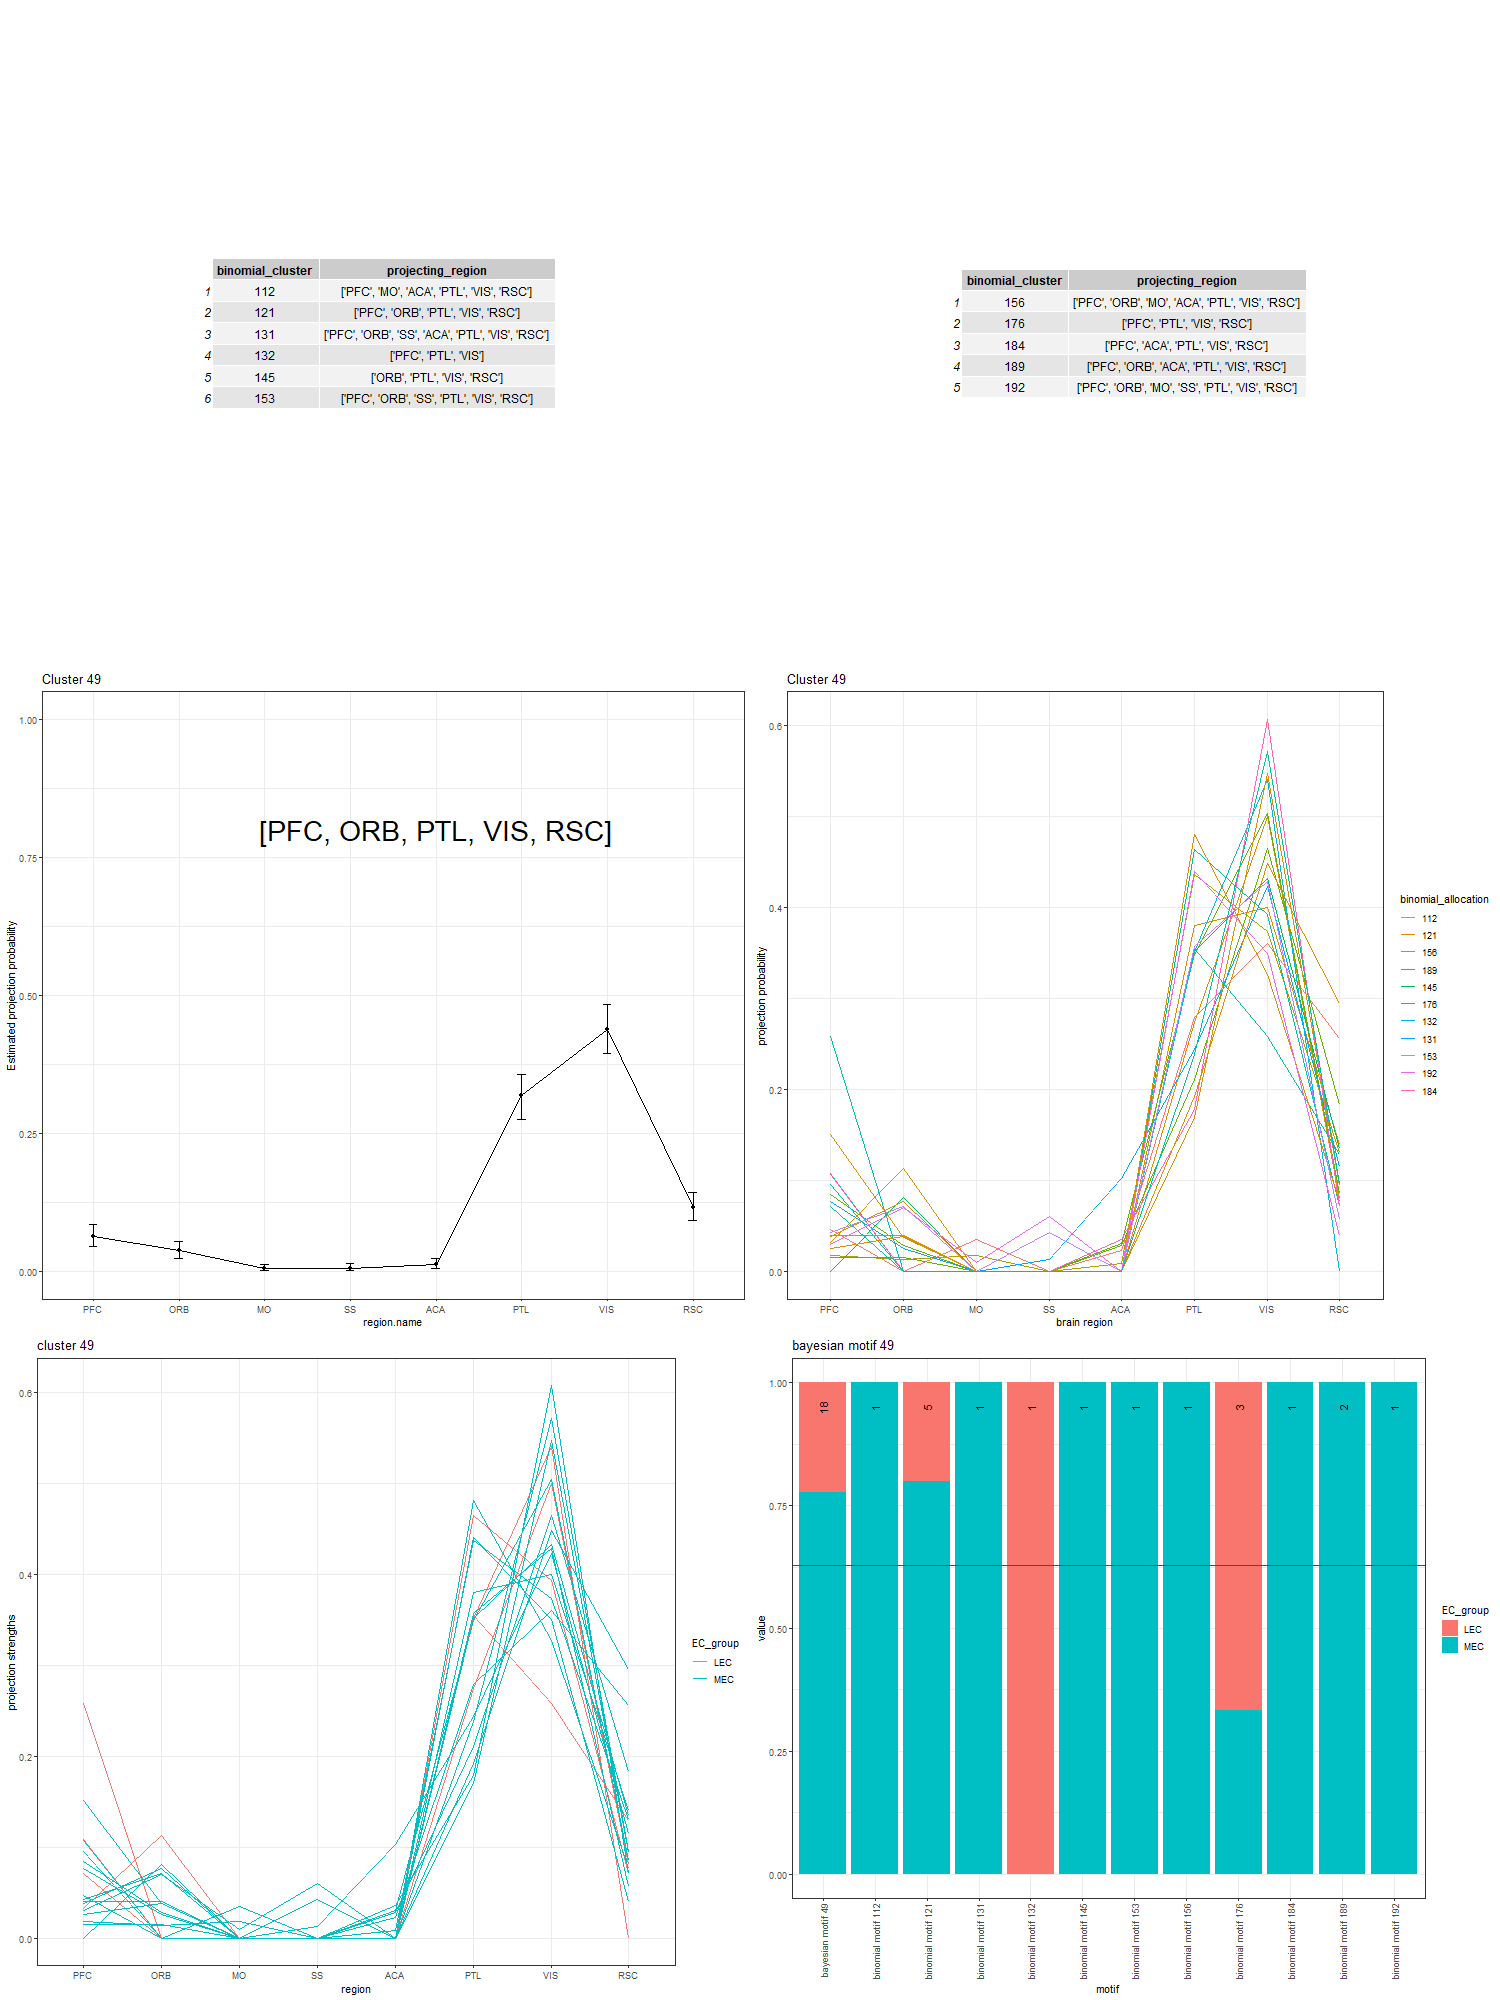 binomial_cluster projecting_region
1 112 ['PFC', 'MO', 'ACA', 'PTL', 'VIS', 'RSC']
2 121 ['PFC', 'ORB', 'PTL', 'VIS', 'RSC']
3 131 ['PFC', 'ORB', 'SS', 'ACA', 'PTL', 'VIS', 'RSC']
4 132 ['PFC', 'PTL', 'VIS']
5 145 ['ORB', 'PTL', 'VIS', 'RSC']
6 153 ['PFC', 'ORB', 'SS', 'PTL', 'VIS', 'RSC']
binomial_cluster projecting_region
1 156 ['PFC', 'ORB', 'MO', 'ACA', 'PTL', 'VIS', 'RSC']
2 176 ['PFC', 'PTL', 'VIS', 'RSC']
3 184 ['PFC', 'ACA', 'PTL', 'VIS', 'RSC']
4 189 ['PFC', 'ORB', 'ACA', 'PTL', 'VIS', 'RSC']
5 192 ['PFC', 'ORB', 'MO', 'SS', 'PTL', 'VIS', 'RSC']
Cluster 49
[PFC, ORB, PTL, VIS, RSC]
Estimated projection probability
1.00
0.75
0.50
0.25
0.00
PFC ORB MO SS ACA PTL VIS RSC
region.name
Cluster 49
projection probability
0.6
0.4
0.2
0.0
PFC ORB MO SS ACA PTL VIS RSC
brain region
binomial_allocation
112
121
156
189
145
176
132
131
153
192
184
cluster 49
projection strengths
0.6
0.4
0.2
0.0
PFC ORB MO SS ACA PTL VIS RSC
region
EC_group
LEC
MEC
bayesian motif 49
value
1.00
0.75
0.50
0.25
0.00
18 1 5 1 1 1 1 1 3 1 2 1
bayesian motif 49
binomial motif 112
binomial motif 121
binomial motif 131
binomial motif 132
binomial motif 145
binomial motif 153
binomial motif 156
binomial motif 176
binomial motif 184
binomial motif 189
binomial motif 192
motif
EC_group
LEC
MEC